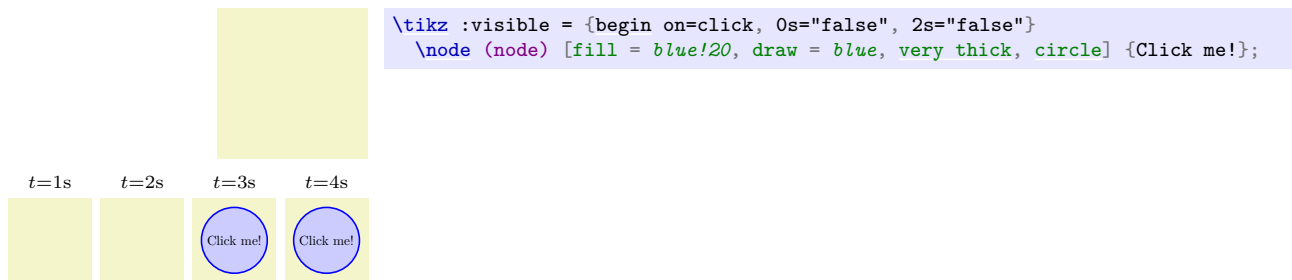 \tikz :visible = {begin on=click, 0s="false", 2s="false"}
\node (node) [fill = blue!20, draw = blue, very thick, circle] {Click me!};
t=1s t=2s t=3s t=4s
Click me! Click me!